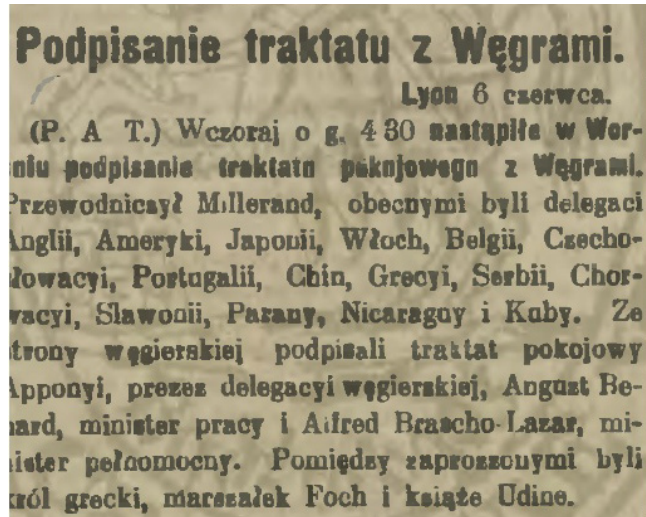 Podpisanie traktatu z Węgrami.
Lyon 6 czerwca.
(P. A T.) Wczoraj o g. 4 30 nastąpiło w Wer-
salu podpisanie traktatu pokojowego z Węgrami.
Przewodniczył Millerand, obecnymi byli delegaci
Anglii, Ameryki, Japonii, Włoch, Belgii, Czecho-
słowacyi, Portugalii, Chin, Grecyi, Serbii, Chor-
wacyi, Slawonii, Parany, Nicaraguy i Kuby. Ze
strony węgierskiej podpisali traktat pokojowy
Apponyi, prezes delegacyi węgierskiej, August Be-
nard, minister pracy i Alfred Brascho-Lazar, mi-
nister pełnomocny. Pomiędzy zaproszonymi byli
król grecki, marszałek Foch i książe Udine.